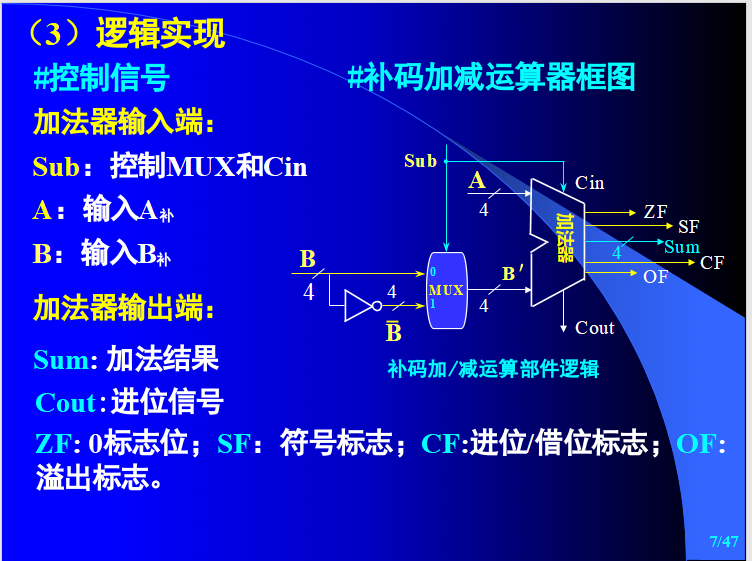 （3）逻辑实现
#控制信号
#补码加减运算器框图
加法器输入端：
Sub：控制MUX和Cin
A：输入A补
B：输入B补
加法器输出端：
Sum: 加法结果
Cout:进位信号
ZF: 0标志位；SF：符号标志；CF:进位/借位标志；OF:
溢出标志。
Sub
A
4
Cin
加法器
ZF
SF
4
Sum
CF
OF
B
4
0
MUX
1
B′
4
4
B̅
Cout
补码加/减运算部件逻辑
7/47